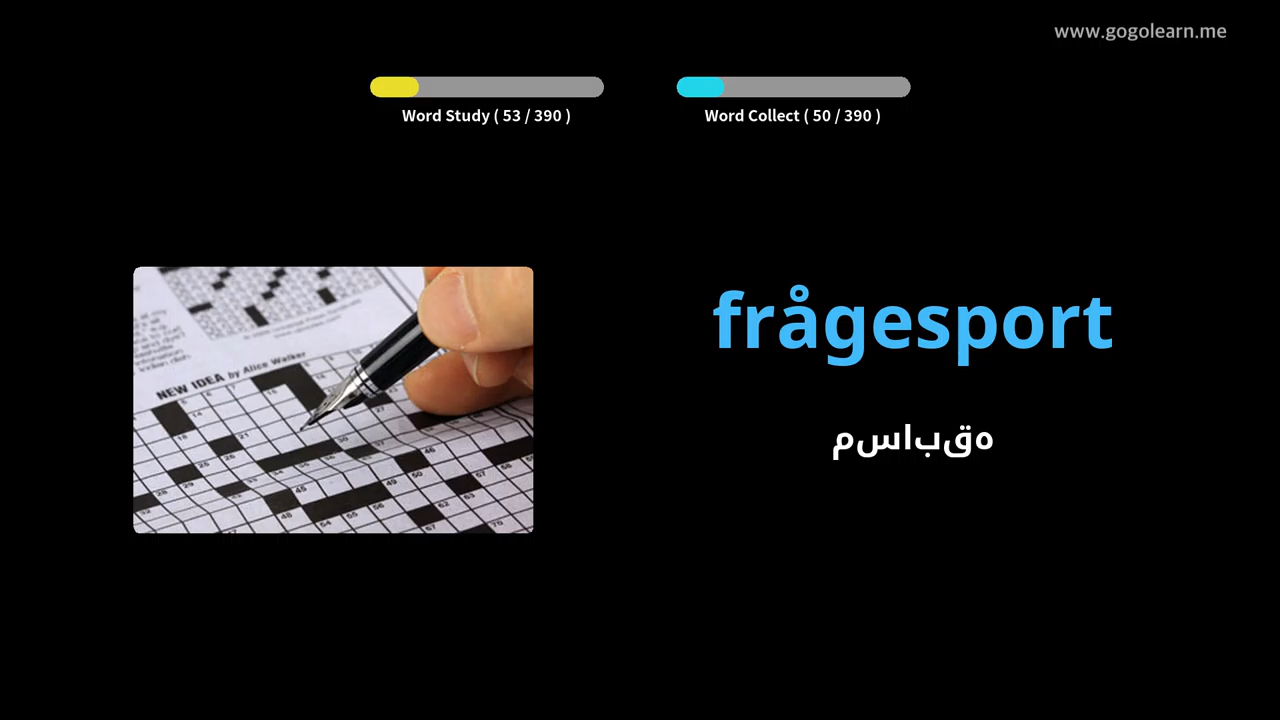 www.gogolearn.me
Word Study ( 53 / 390 )
Word Collect ( 50 / 390 )
frågesport
مسابقه
NEW IDEA by Alice Walker